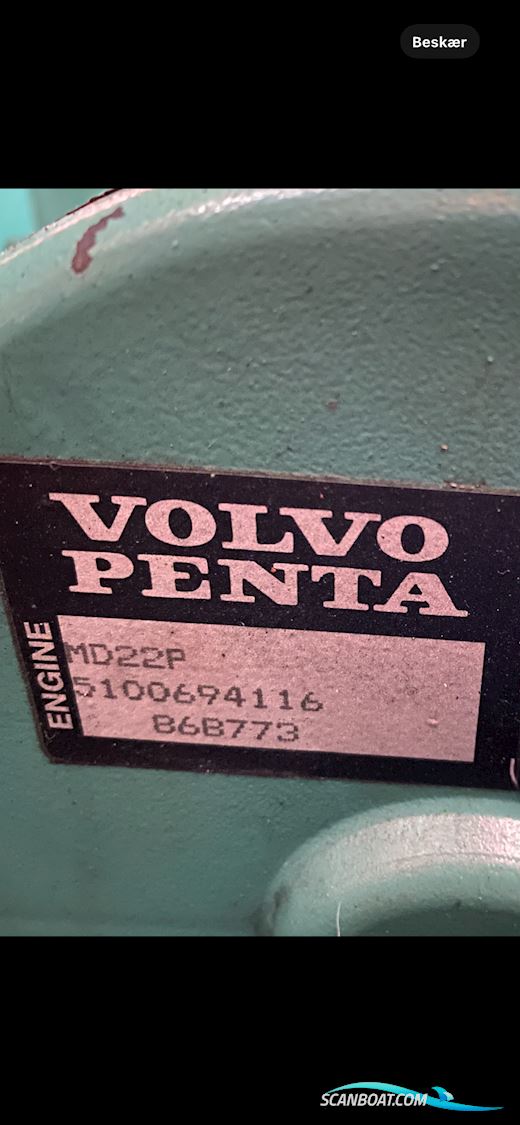 Beskær
VOLVO
PENTA
ENGINE
MD22P
5100694116
B6B773
SCANBOAT.COM